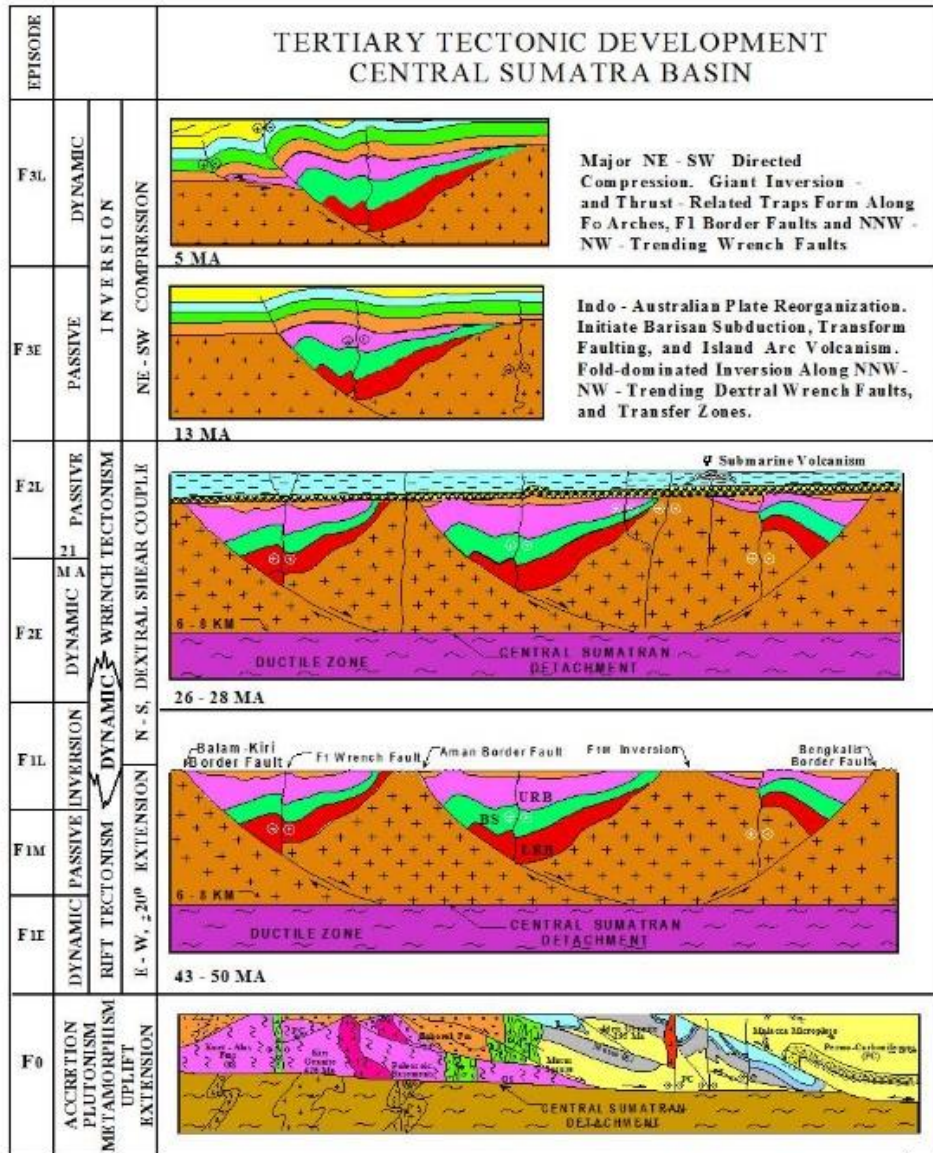 EPISODE
TERTIARY TECTONIC DEVELOPMENT
CENTRAL SUMATRA BASIN
F3L
DYNAMIC
INVERSION
NE - SW COMPRESSION
5 MA
Major NE - SW Directed
Compression. Giant Inversion -
and Thrust - Related Traps Form Along
Fo Arches, F1 Border Faults and NNW -
NW - Trending Wrench Faults
F3E
PASSIVE
13 MA
Indo - Australian Plate Reorganization.
Initiate Barisan Subduction, Transform
Faulting, and Island Arc Volcanism.
Fold-dominated Inversion Along NNW-
NW - Trending Dextral Wrench Faults,
and Transfer Zones.
F2L
PASSIVE
21
MA
WRENCH TECTONISM
N - S, DEXTRAL SHEAR COUPLE
Submarine Volcanism
F2E
DYNAMIC
DYNAMIC
6 - 8 KM
DUCTILE ZONE
CENTRAL SUMATRAN
DETACHMENT
26 - 28 MA
F1L
INVERSION
Balam-Kiri
Border Fault
F1 Wrench Fault
Aman Border Fault
F1M Inversion
Bengkalis
Border Fault
URB
BS
LRB
F1M
PASSIVE
RIFT TECTONISM
E - W, ±20° EXTENSION
6 - 8 KM
F1E
DYNAMIC
DUCTILE ZONE
CENTRAL SUMATRAN
DETACHMENT
43 - 50 MA
F0
ACCRETION
PLUTONISM
METAMORPHISM
UPLIFT
EXTENSION
Malacca Microplate
Permo-Carboniferous
(PC)
PC
CENTRAL SUMATRAN
DETACHMENT